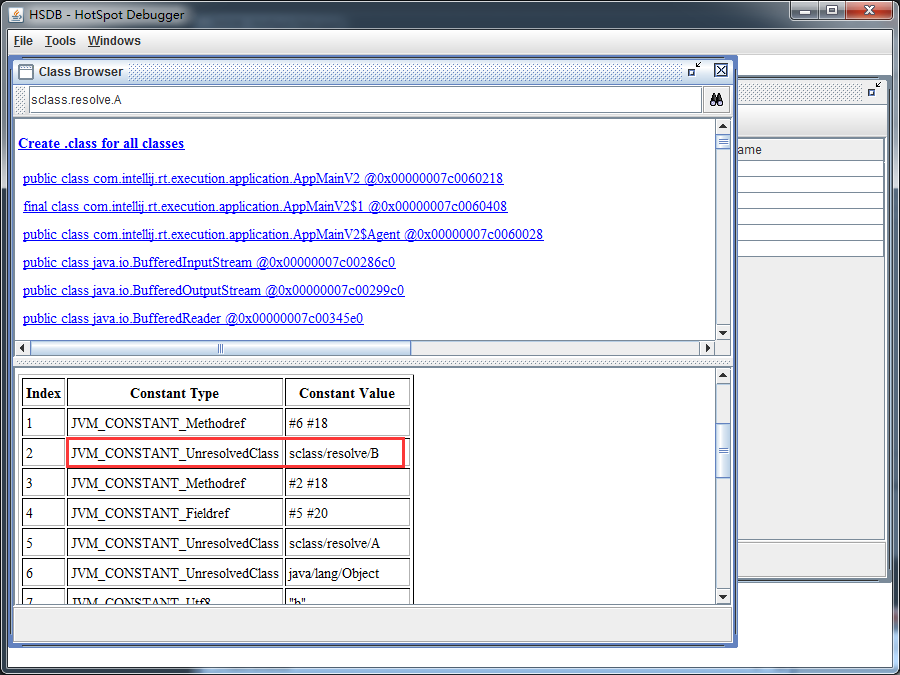 HSDB - HotSpot Debugger
File Tools Windows
Class Browser
sclass.resolve.A
ame
Create .class for all classes
public class com.intellij.rt.execution.application.AppMainV2 @0x00000007c0060218
final class com.intellij.rt.execution.application.AppMainV2$1 @0x00000007c0060408
public class com.intellij.rt.execution.application.AppMainV2$Agent @0x00000007c0060028
public class java.io.BufferedInputStream @0x00000007c00286c0
public class java.io.BufferedOutputStream @0x00000007c00299c0
public class java.io.BufferedReader @0x00000007c00345e0
Index Constant Type Constant Value
1 JVM_CONSTANT_Methodref #6 #18
2 JVM_CONSTANT_UnresolvedClass sclass/resolve/B
3 JVM_CONSTANT_Methodref #2 #18
4 JVM_CONSTANT_Fieldref #5 #20
5 JVM_CONSTANT_UnresolvedClass sclass/resolve/A
6 JVM_CONSTANT_UnresolvedClass java/lang/Object
7 JVM_CONSTANT_Utf8 "b"